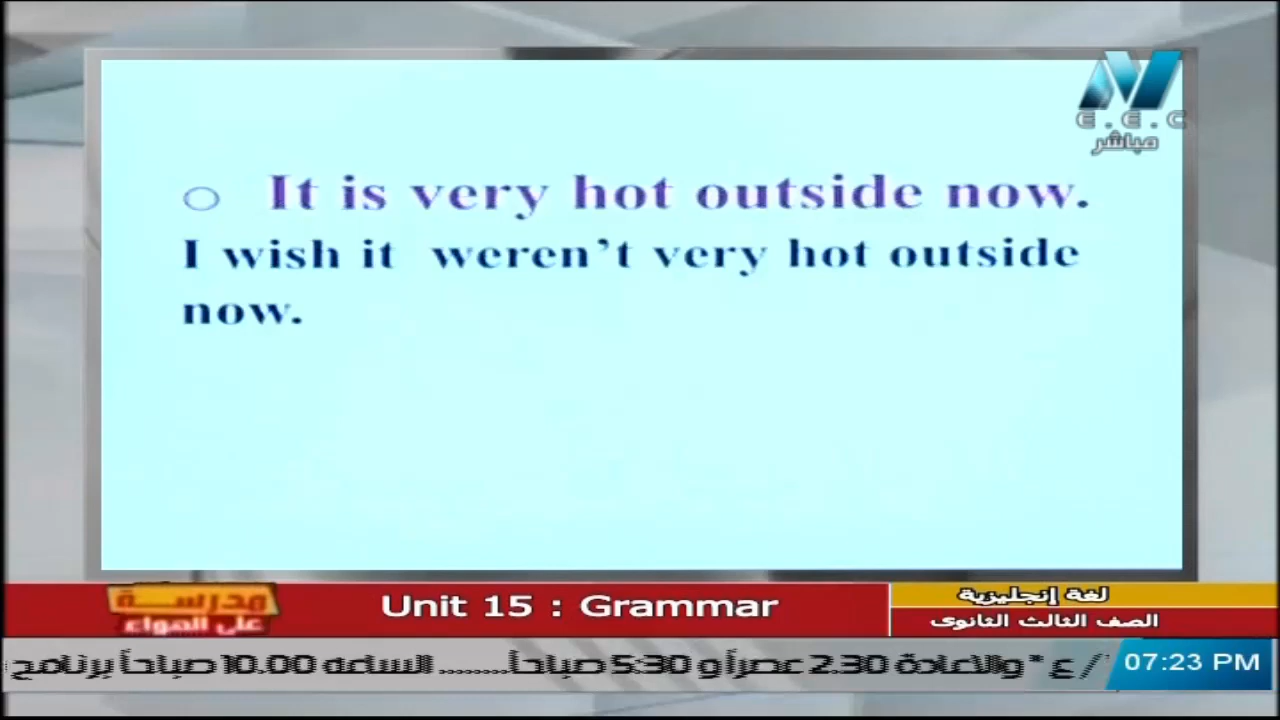 E.E.C
مباشر
It is very hot outside now.
I wish it weren't very hot outside
now.
مدرسة
على الهواء
Unit 15 : Grammar
لغة إنجليزية
الصف الثالث الثانوى
ع " والاعادة 2.30 عصراً و 5:30 صباحاً........ الساعه 10.00 صباحاً برنامج
07:23 PM